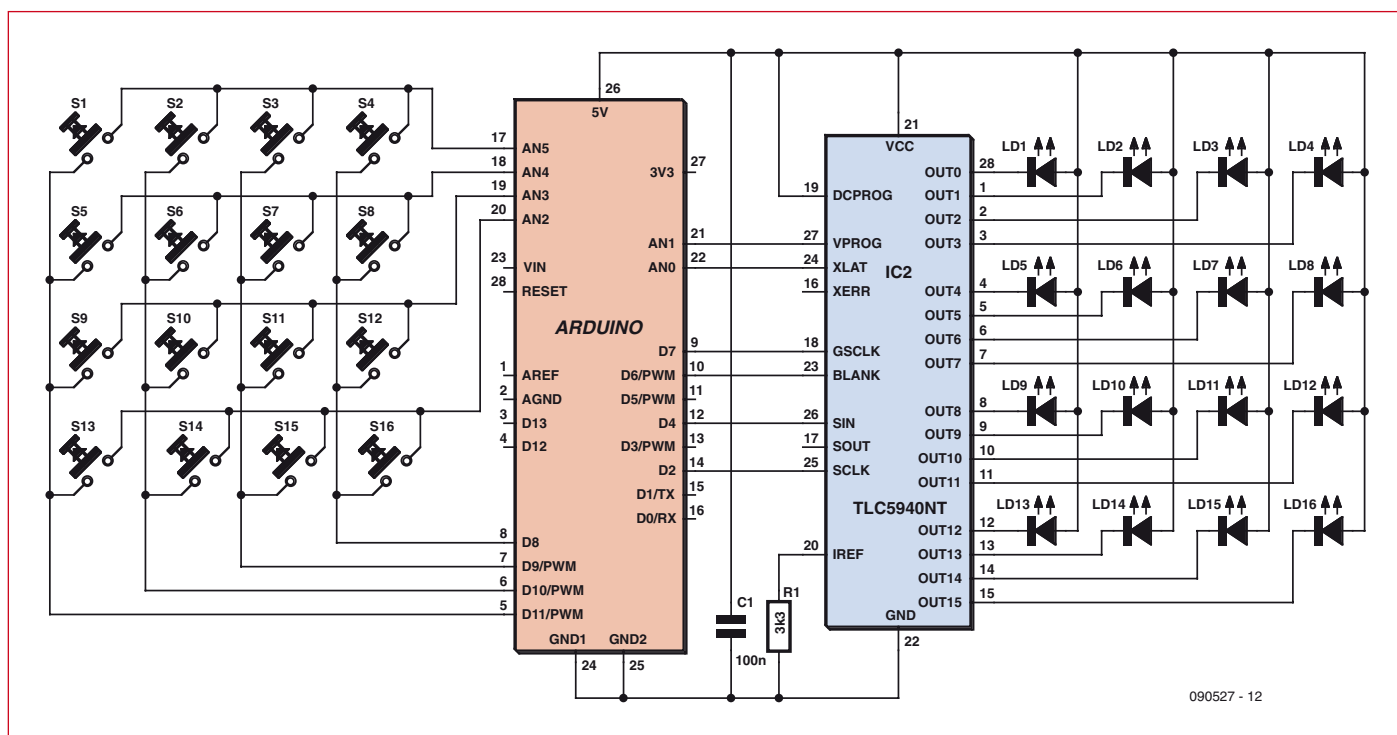 S1 S2 S3 S4
S5 S6 S7 S8
S9 S10 S11 S12
S13 S14 S15 S16
ARDUINO
26
5V
17 AN5
18 AN4
19 AN3
20 AN2
23 VIN
28 RESET
1 AREF
2 AGND
3 D13
4 D12
8 D8
7 D9/PWM
6 D10/PWM
5 D11/PWM
3V3 27
AN1 21
AN0 22
D7 9
D6/PWM 10
D5/PWM 11
D4 12
D3/PWM 13
D2 14
D1/TX 15
D0/RX 16
GND1 GND2
24 25
C1
100n
R1
3k3
21
VCC
19 DCPROG
27 VPROG
24 XLAT
16 XERR
IC2
18 GSCLK
23 BLANK
26 SIN
17 SOUT
25 SCLK
TLC5940NT
20 IREF
OUT0 28
OUT1 1
OUT2 2
OUT3 3
OUT4 4
OUT5 5
OUT6 6
OUT7 7
OUT8 8
OUT9 9
OUT10 10
OUT11 11
OUT12 12
OUT13 13
OUT14 14
OUT15 15
GND
22
LD1 LD2 LD3 LD4
LD5 LD6 LD7 LD8
LD9 LD10 LD11 LD12
LD13 LD14 LD15 LD16
090527 - 12